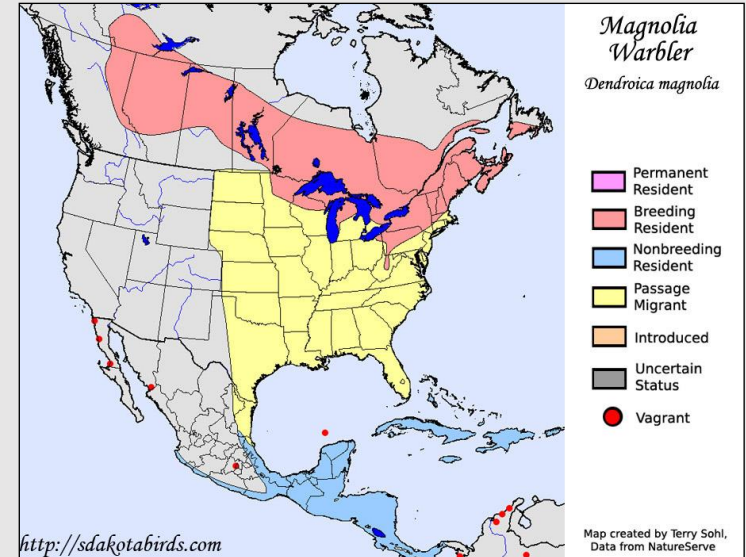 Magnolia
Warbler
Dendroica magnolia
Permanent
Resident
Breeding
Resident
Nonbreeding
Resident
Passage
Migrant
Introduced
Uncertain
Status
Vagrant
http://sdakotabirds.com
Map created by Terry Sohl,
Data from NatureServe